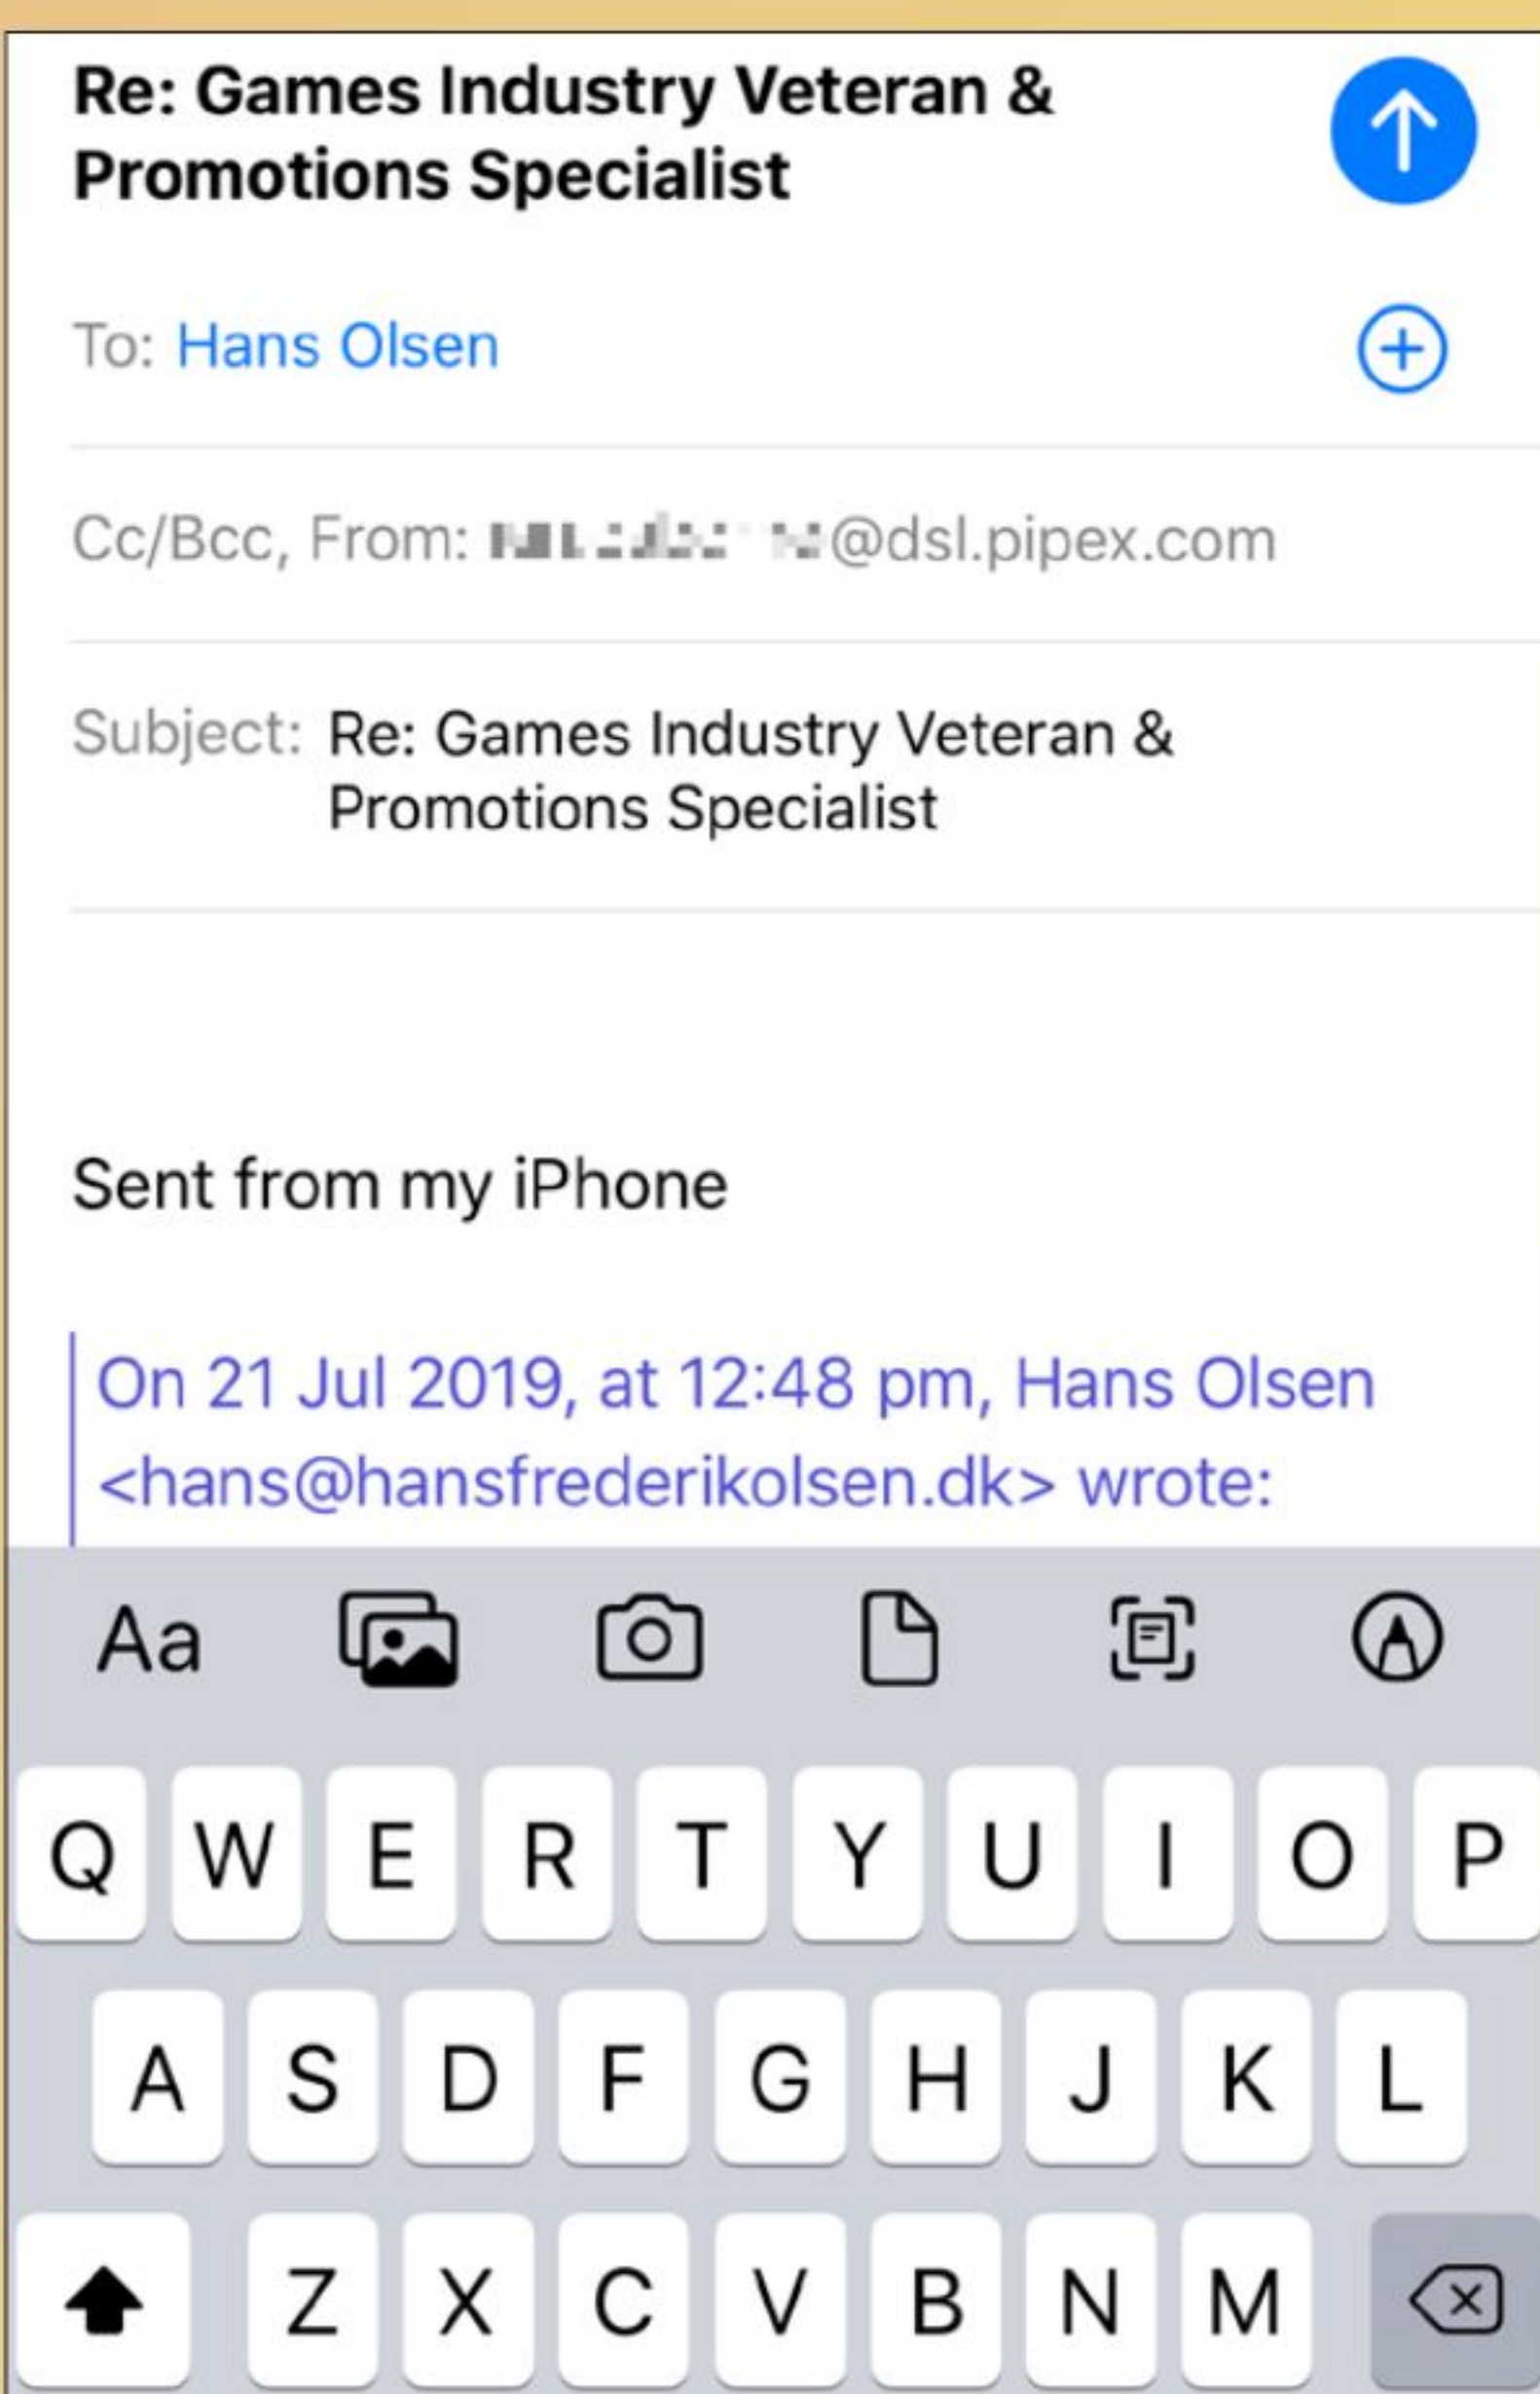 Re: Games Industry Veteran &
Promotions Specialist
To: Hans Olsen
Cc/Bcc, From: @dsl.pipex.com
Subject: Re: Games Industry Veteran &
Promotions Specialist
Sent from my iPhone
On 21 Jul 2019, at 12:48 pm, Hans Olsen
<hans@hansfrederikolsen.dk> wrote:
Aa
Q W E R T Y U I O P
A S D F G H J K L
Z X C V B N M